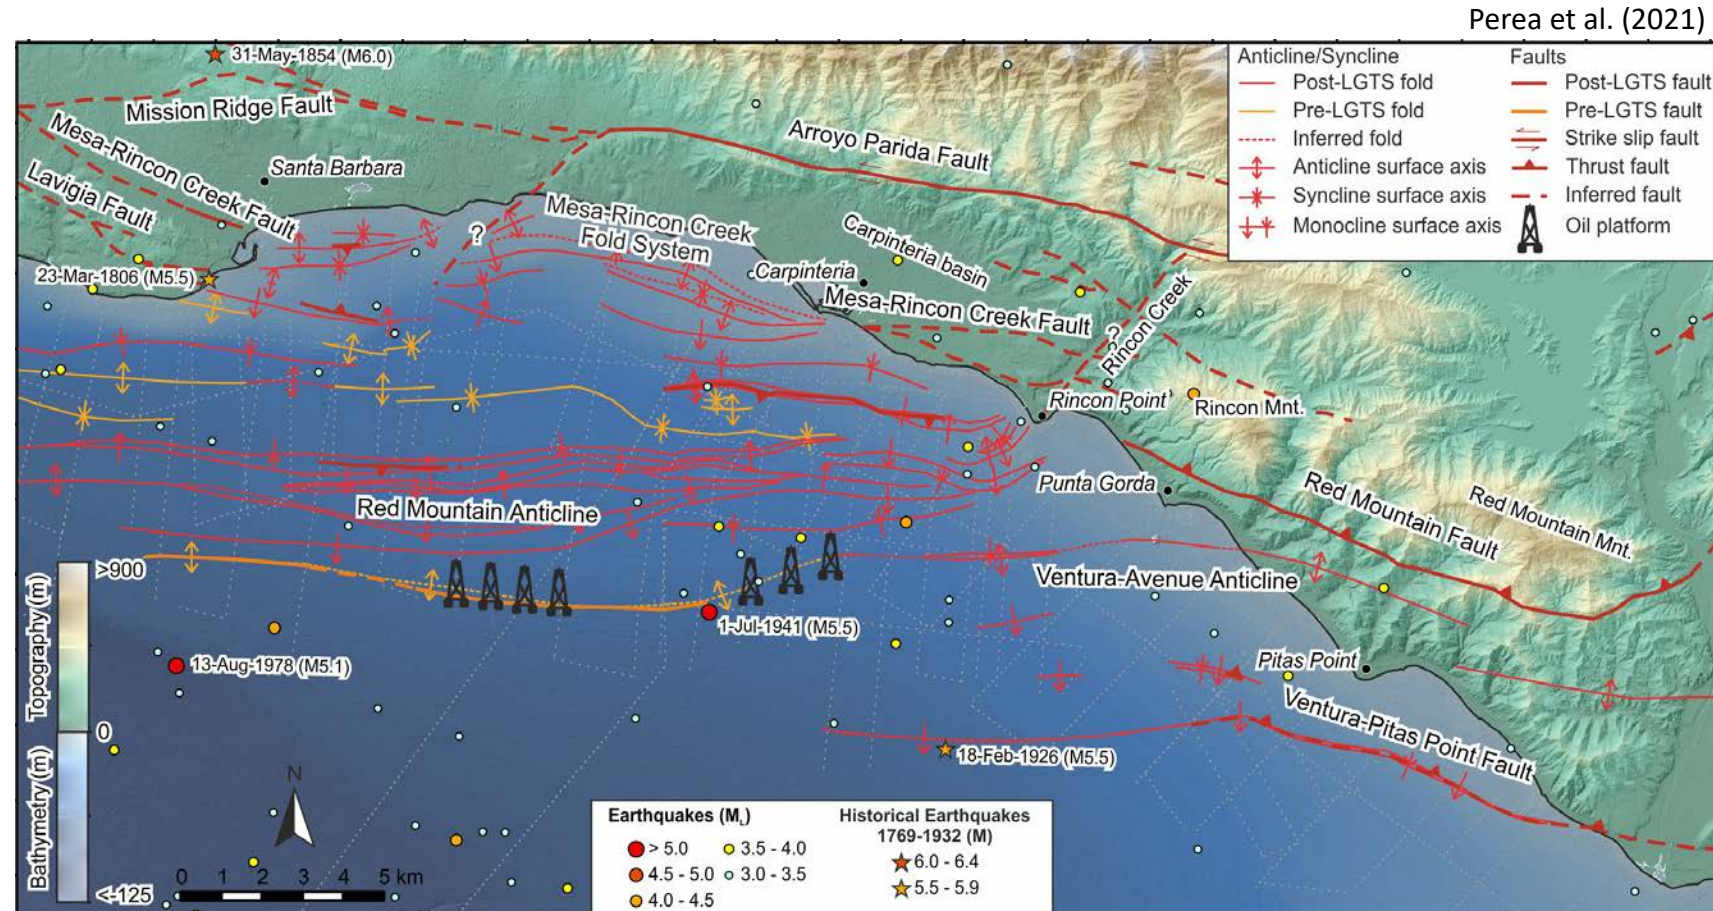 Perea et al. (2021)
31-May-1854 (M6.0)
Mission Ridge Fault
Mesa-Rincon Creek Fault
Santa Barbara
Lavigia Fault
23-Mar-1806 (M5.5)
?
Mesa-Rincon Creek
Fold System
Arroyo Parida Fault
Carpinteria basin
Carpinteria
Mesa-Rincon Creek Fault
?
Rincon Creek
Rincon Point
Rincon Mnt.
Punta Gorda
Red Mountain Fault
Red Mountain Mnt.
Red Mountain Anticline
Ventura-Avenue Anticline
1-Jul-1941 (M5.5)
13-Aug-1978 (M5.1)
Pitas Point
Ventura-Pitas Point Fault
18-Feb-1926 (M5.5)
Anticline/Syncline
Post-LGTS fold
Pre-LGTS fold
Inferred fold
Anticline surface axis
Syncline surface axis
Monocline surface axis
Faults
Post-LGTS fault
Pre-LGTS fault
Strike slip fault
Thrust fault
Inferred fault
Oil platform
Topography (m)
>900
0
Bathymetry (m)
<-125
N
0 1 2 3 4 5 km
Earthquakes (ML)
> 5.0
4.5 - 5.0
4.0 - 4.5
3.5 - 4.0
3.0 - 3.5
Historical Earthquakes
1769-1932 (M)
6.0 - 6.4
5.5 - 5.9